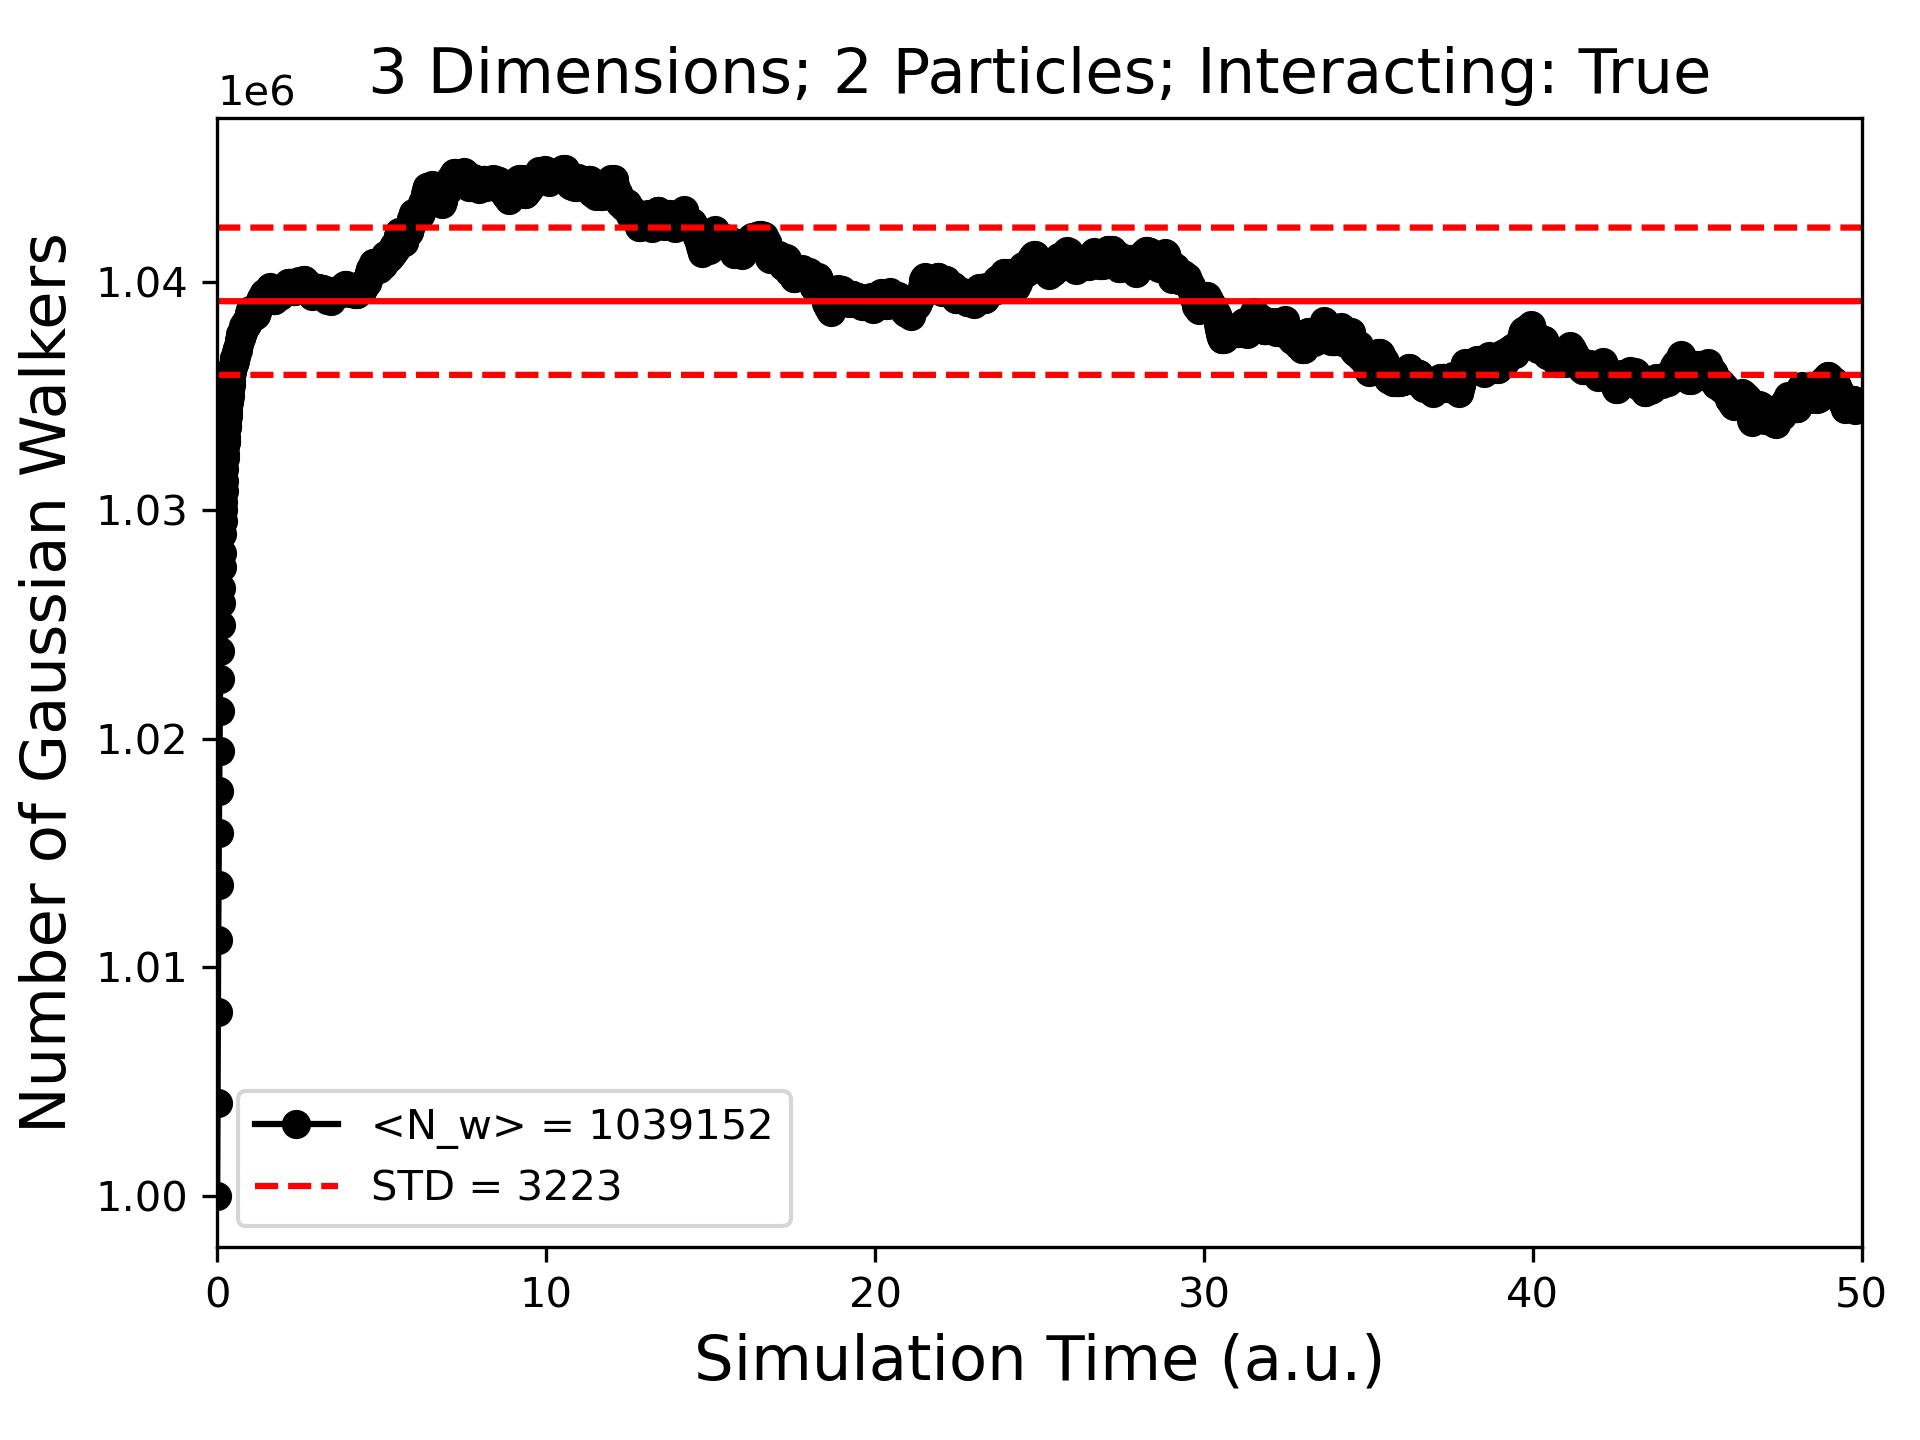 3 Dimensions; 2 Particles; Interacting: True
1e6
Number of Gaussian Walkers
1.04
1.03
1.02
1.01
1.00
<N_w> = 1039152
STD = 3223
0 10 20 30 40 50
Simulation Time (a.u.)